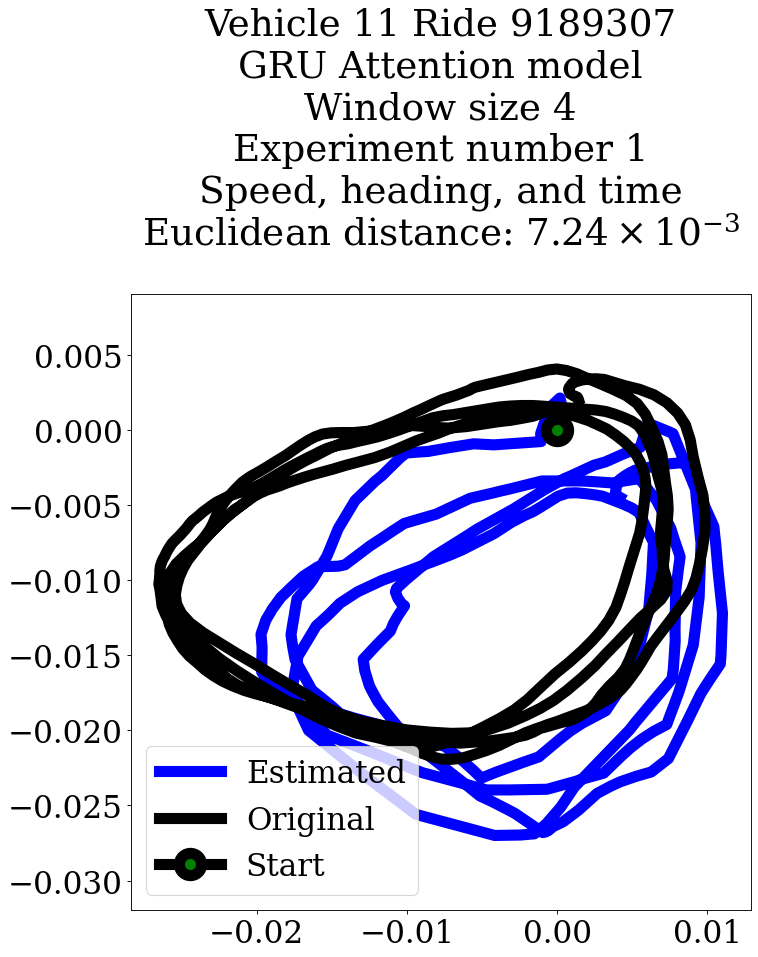 Vehicle 11 Ride 9189307
GRU Attention model
Window size 4
Experiment number 1
Speed, heading, and time
Euclidean distance: 7.24 × 10⁻³
0.005
0.000
−0.005
−0.010
−0.015
−0.020
−0.025
−0.030
Estimated
Original
Start
−0.02 −0.01 0.00 0.01